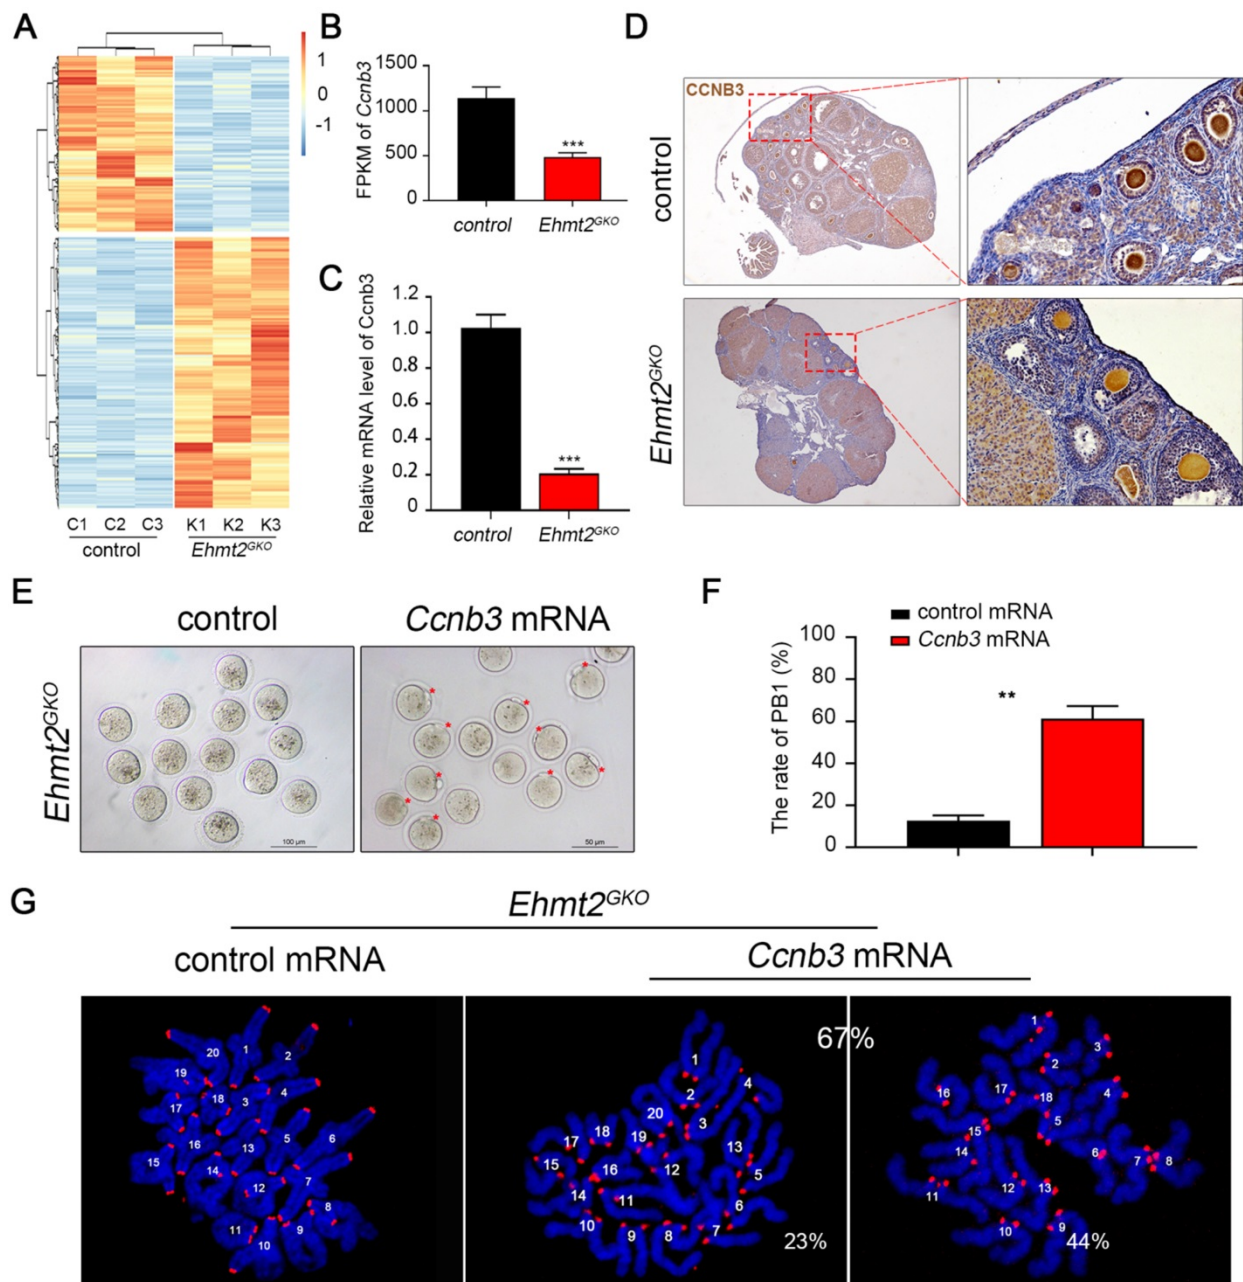 A
1
0
-1
C1 C2 C3 K1 K2 K3
control Ehmt2GKO
B
FPKM of Ccnb3
1500
1000
500
0
***
control Ehmt2GKO
C
Relative mRNA level of Ccnb3
1.2
1.0
0.8
0.6
0.4
0.2
0
***
control Ehmt2GKO
D
CCNB3
control
Ehmt2GKO
E
control Ccnb3 mRNA
Ehmt2GKO
100 µm
50 µm
F
control mRNA
Ccnb3 mRNA
The rate of PB1 (%)
100
80
60
40
20
0
**
G
Ehmt2GKO
control mRNA
Ccnb3 mRNA
20 1 2
19
17 18 3 4
16 13 5 6
15 14 12 7
11 10 9 8
67%
1
2 4
20 3
17 18 19 13
15 16 12 5
14 11 6
10 9 8 7
23%
1 3
2
16 17 18 4
15 5
14 6 7 8
11 12 13
10 9
44%